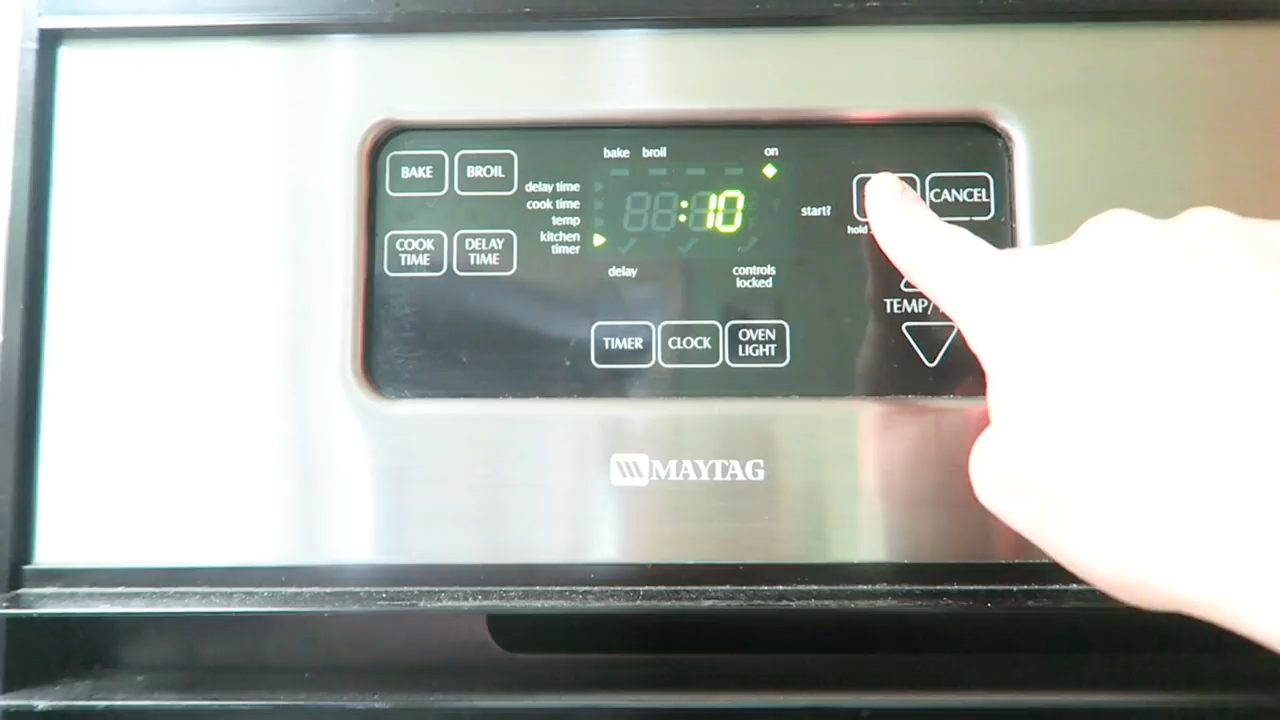 bake broil on
BAKE BROIL
delay time
cook time
temp
kitchen
timer
:10
start?
CANCEL
hold
COOK
TIME
DELAY
TIME
delay
controls
locked
TEMP/
TIMER CLOCK OVEN
LIGHT
MAYTAG